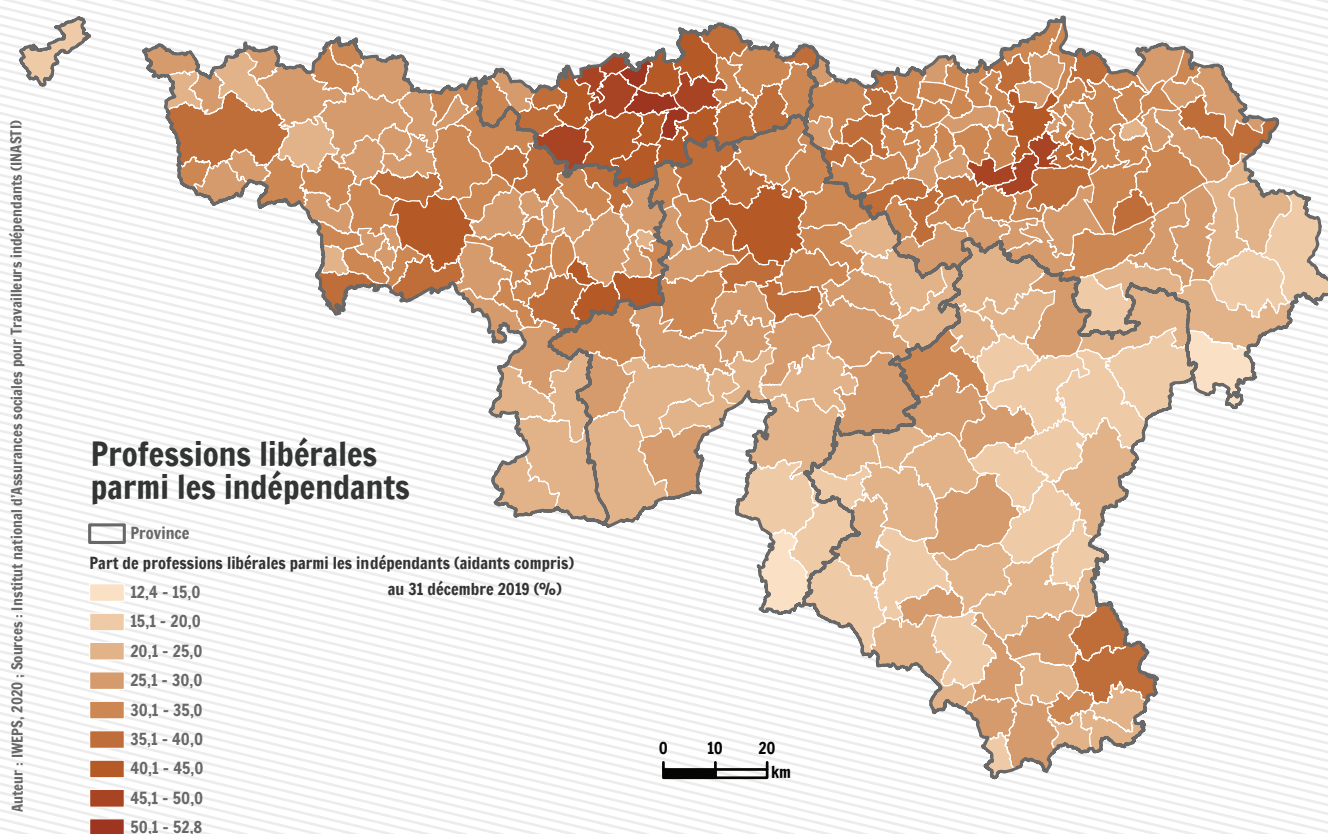 Professions libérales
parmi les indépendants
Province
Part de professions libérales parmi les indépendants (aidants compris)
au 31 décembre 2019 (%)
12,4 - 15,0
15,1 - 20,0
20,1 - 25,0
25,1 - 30,0
30,1 - 35,0
35,1 - 40,0
40,1 - 45,0
45,1 - 50,0
50,1 - 52,8
0 10 20
km
Auteur : IWEPS, 2020 ; Sources : Institut national d'Assurances sociales pour Travailleurs indépendants (INASTI)